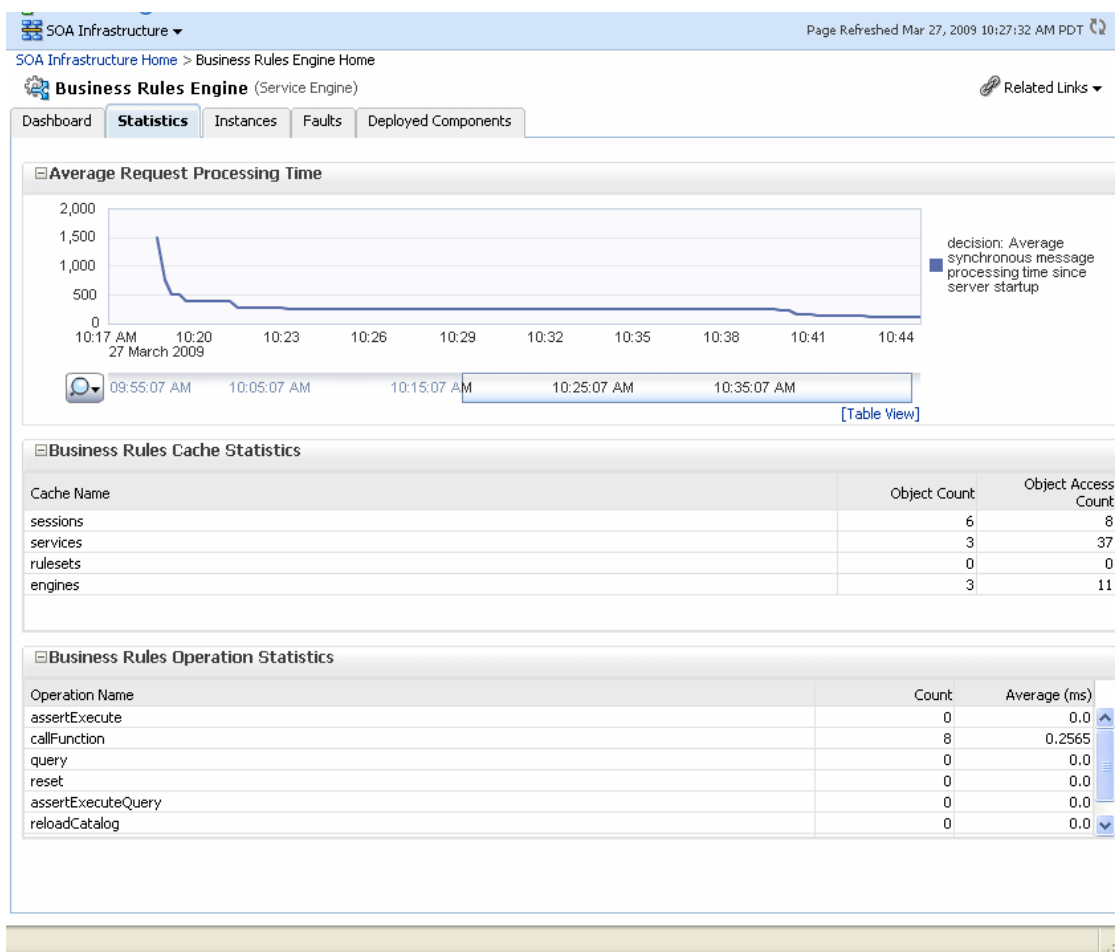 SOA Infrastructure
Page Refreshed Mar 27, 2009 10:27:32 AM PDT
SOA Infrastructure Home > Business Rules Engine Home
Business Rules Engine (Service Engine)
Related Links
Dashboard Statistics Instances Faults Deployed Components
Average Request Processing Time
2,000
1,500
1,000
500
0
decision: Average
synchronous message
processing time since
server startup
10:17 AM 10:20 10:23 10:26 10:29 10:32 10:35 10:38 10:41 10:44
27 March 2009
09:55:07 AM 10:05:07 AM 10:15:07 AM 10:25:07 AM 10:35:07 AM
[Table View]
Business Rules Cache Statistics
Cache Name Object Count Object Access
Count
sessions 6 8
services 3 37
rulesets 0 0
engines 3 11
Business Rules Operation Statistics
Operation Name Count Average (ms)
assertExecute 0 0.0
callFunction 8 0.2565
query 0 0.0
reset 0 0.0
assertExecuteQuery 0 0.0
reloadCatalog 0 0.0